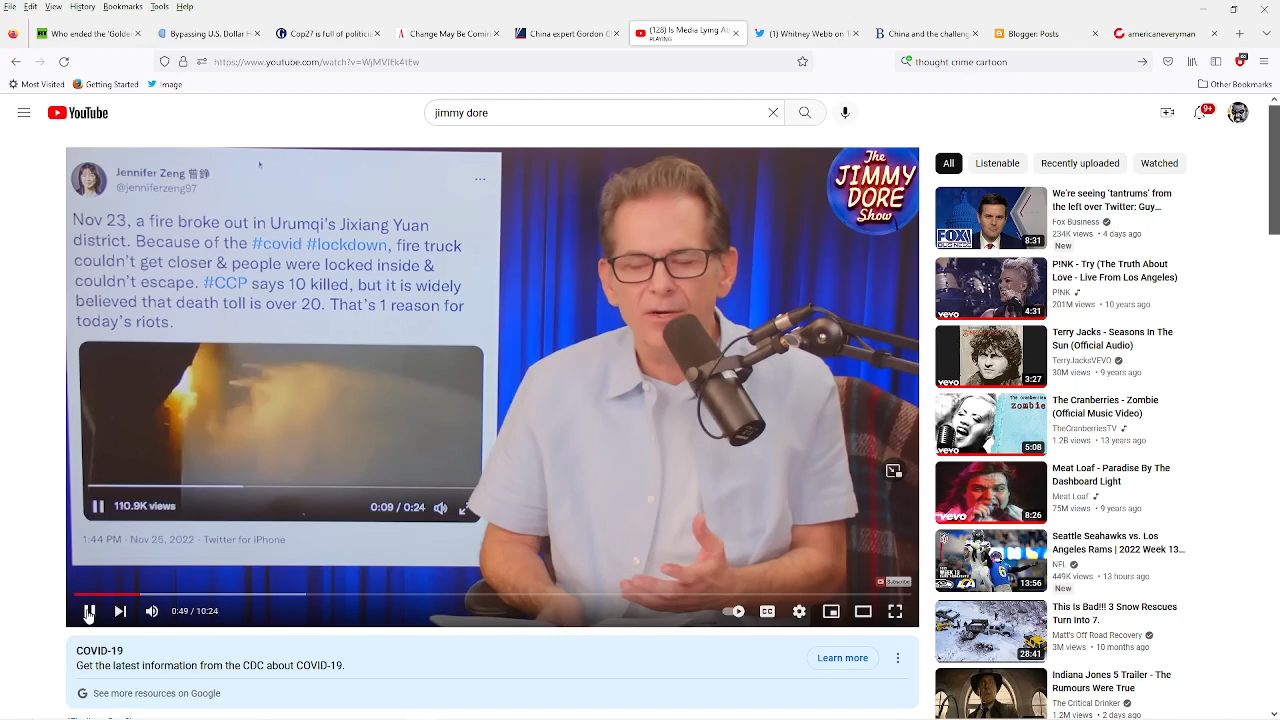 File Edit View History Bookmarks Tools Help
Who ended the 'Golde
Bypassing U.S. Dollar H
Cop27 is full of politici
Change May Be Comin
China expert Gordon C
(128) Is Media Lying Ab
PLAYING
(1) Whitney Webb on T
China and the challeng
Blogger: Posts
americaneveryman
https://www.youtube.com/watch?v=WjMVIEk4tEw
thought crime cartoon
Most Visited
Getting Started
Image
Other Bookmarks
YouTube
jimmy dore
9+
Jennifer Zeng 曾錚
@jenniferzeng97
Nov 23, a fire broke out in Urunqi's Jixiang Yuan
district. Because of the #covid #lockdown, fire truck
couldn't get closer & people were locked inside &
couldn't escape. #CCP says 10 killed, but it is widely
believed that death toll is over 20. That's 1 reason for
today's riots.
110.9K views
0:09 / 0:24
1:44 PM · Nov 25, 2022 · Twitter for iPhone
The
JIMMY
DORE
Show
Subscribe
0:49 / 10:24
COVID-19
Get the latest information from the CDC about COVID-19.
Learn more
See more resources on Google
All
Listenable
Recently uploaded
Watched
8:31
We're seeing 'tantrums' from
the left over Twitter: Guy...
Fox Business
234K views • 4 days ago
New
vevo
4:31
P!NK - Try (The Truth About
Love - Live From Los Angeles)
P!NK
201M views • 10 years ago
vevo
3:27
Terry Jacks - Seasons In The
Sun (Official Audio)
TerryJacksVEVO
30M views • 9 years ago
the cranberries
Zombie
vevo
5:08
The Cranberries - Zombie
(Official Music Video)
TheCranberriesTV
1.2B views • 13 years ago
vevo
8:26
Meat Loaf - Paradise By The
Dashboard Light
Meat Loaf
75M views • 9 years ago
13:56
Seattle Seahawks vs. Los
Angeles Rams | 2022 Week 13...
NFL
449K views • 13 hours ago
New
28:41
This Is Bad!!! 3 Snow Rescues
Turn Into 7.
Matt's Off Road Recovery
3M views • 10 months ago
Indiana Jones 5 Trailer - The
Rumours Were True
The Critical Drinker
1.2M views • 2 days ago